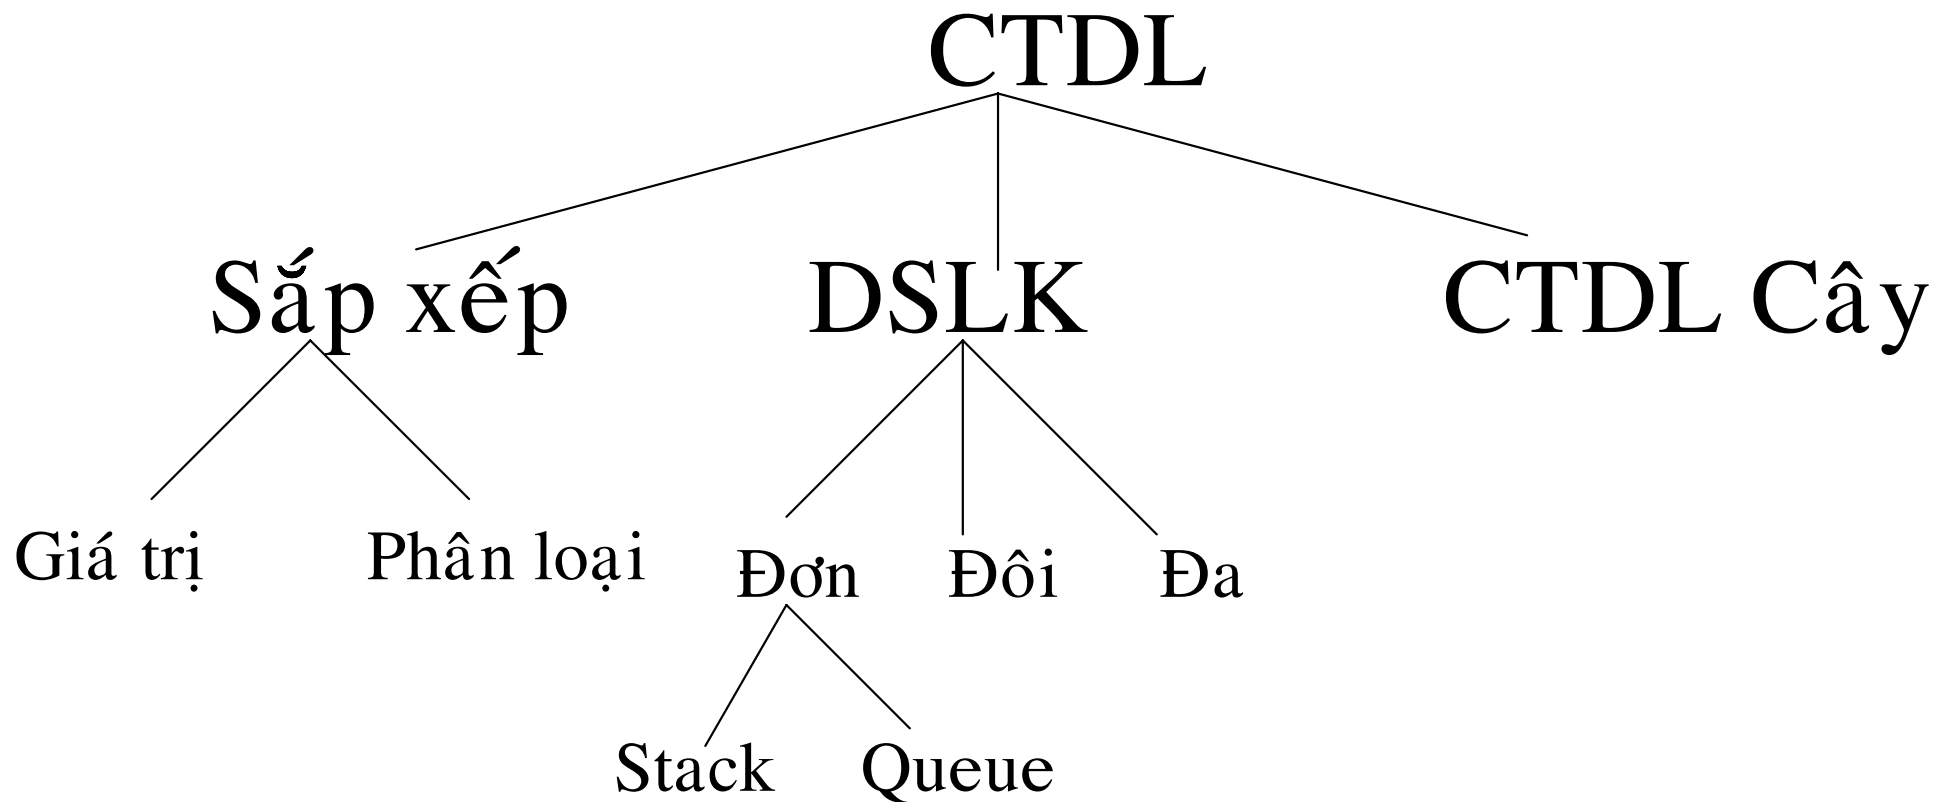 CTDL
Sắp xếp DSLK CTDL Cây
Giá trị Phân loại Đơn Đôi Đa
Stack Queue